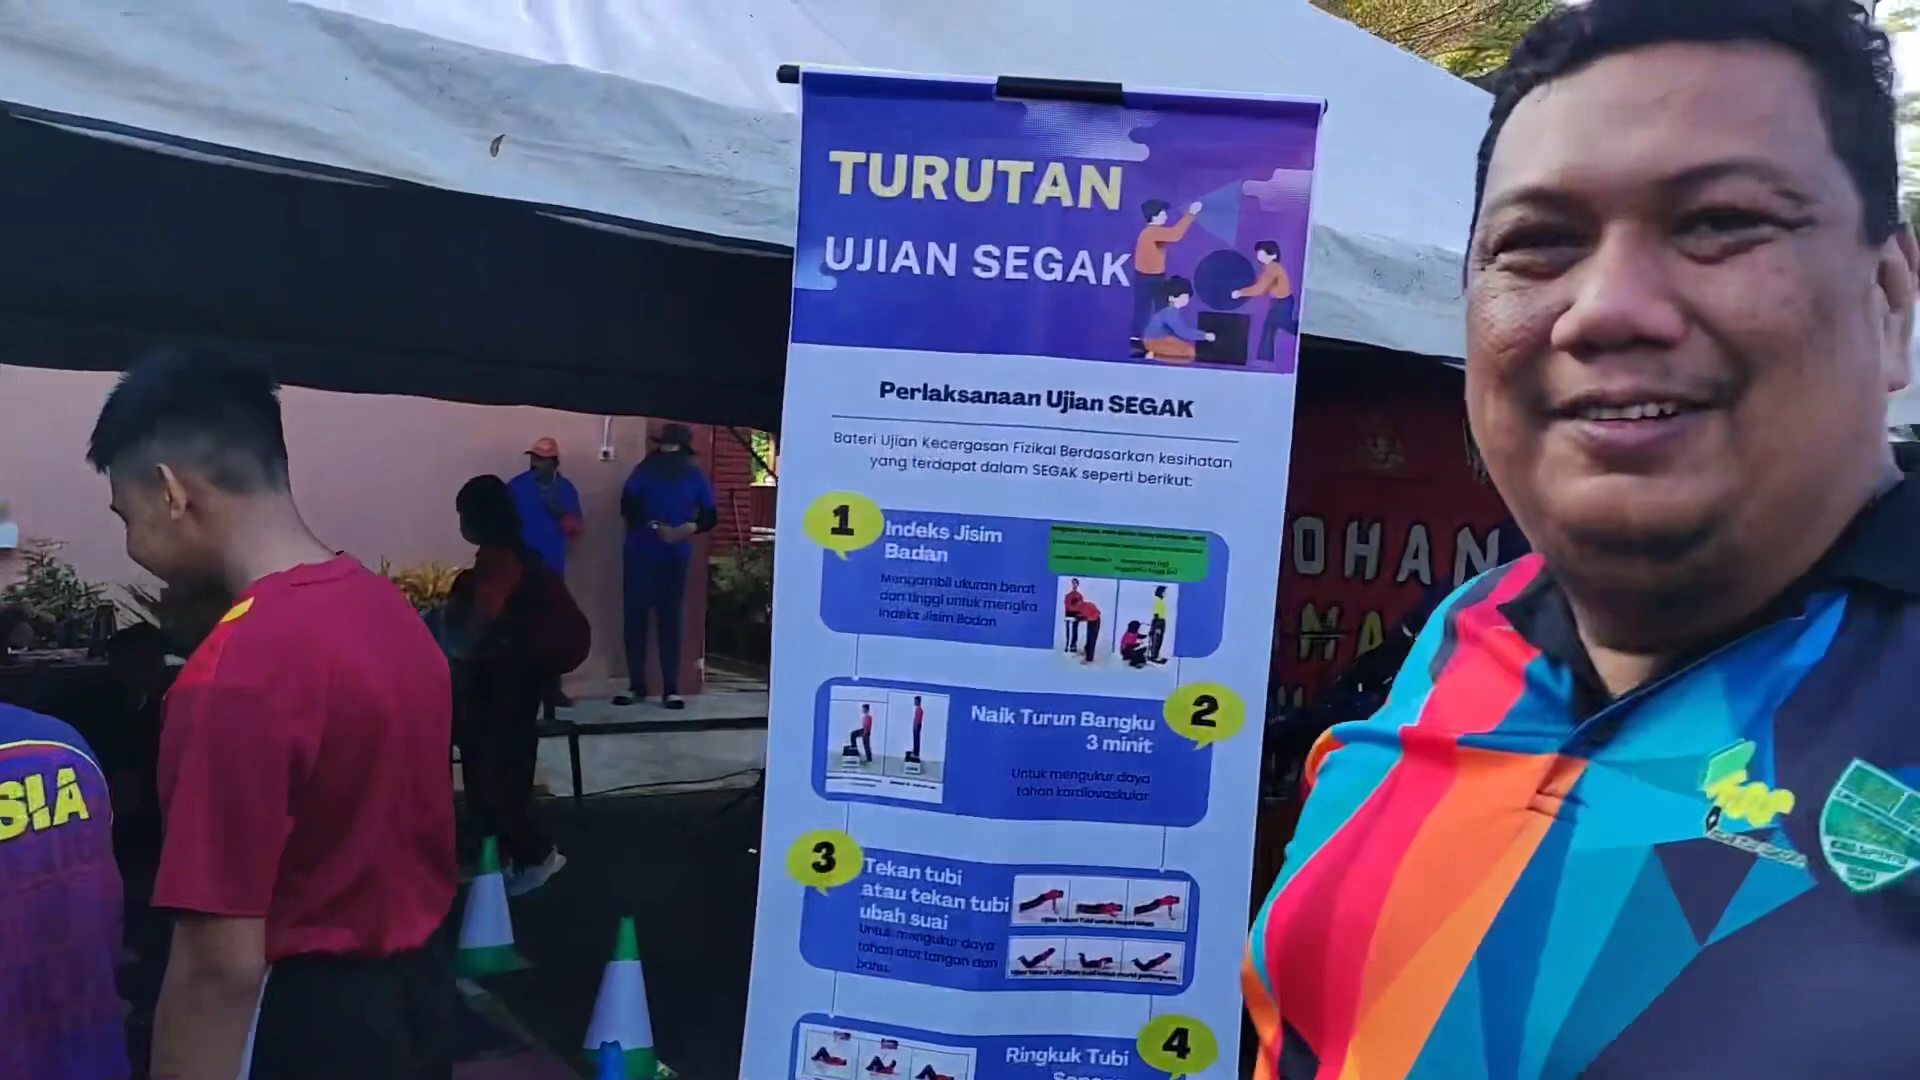 TURUTAN
UJIAN SEGAK
Perlaksanaan Ujian SEGAK
Bateri Ujian Kecergasan Fizikal Berdasarkan kesihatan
yang terdapat dalam SEGAK seperti berikut:
1
Indeks Jisim
Badan
Mengambil ukuran berat
dan tinggi untuk mengira
Indeks Jisim Badan
2
Naik Turun Bangku
3 minit
Untuk mengukur daya
tahan kardiovaskular
3
Tekan tubi
atau tekan tubi
ubah suai
Untuk mengukur daya
tahan otot tangan dan
bahu.
4
Ringkuk Tubi
SIA
OHAN